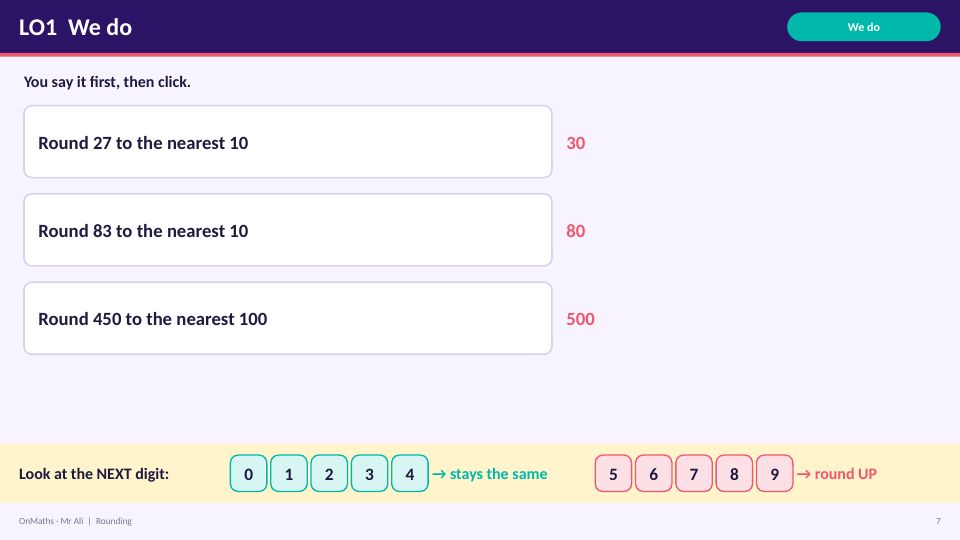 LO1 We do
We do
You say it first, then click.
Round 27 to the nearest 10
30
Round 83 to the nearest 10
80
Round 450 to the nearest 100
500
Look at the NEXT digit: 0 1 2 3 4 → stays the same 5 6 7 8 9 → round UP
OnMaths - Mr Ali | Rounding
7